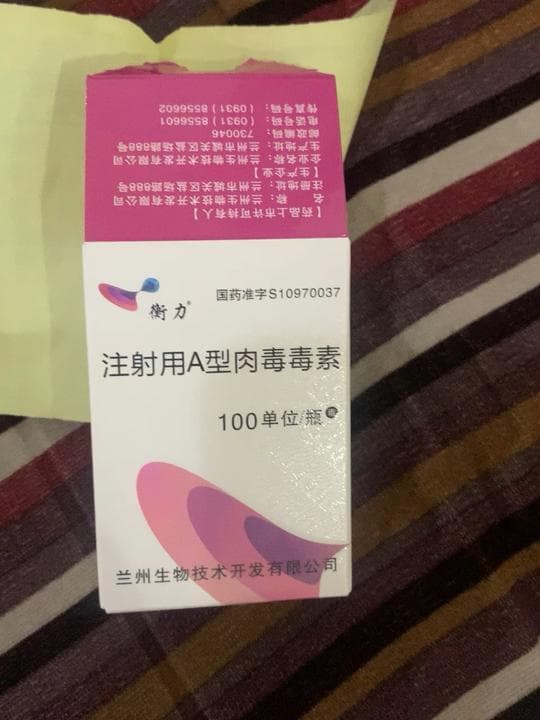 【药品上市许可持有人】
名 称：兰州生物技术开发有限公司
注册地址：兰州市城关区盐场路888号
【生产企业】
企业名称：兰州生物技术开发有限公司
生产地址：兰州市城关区盐场路888号
邮政编码：730046
电话号码：(0931) 8556601
传真号码：(0931) 8556602
衡力®
国药准字S10970037
注射用A型肉毒毒素
100单位/瓶
兰州生物技术开发有限公司